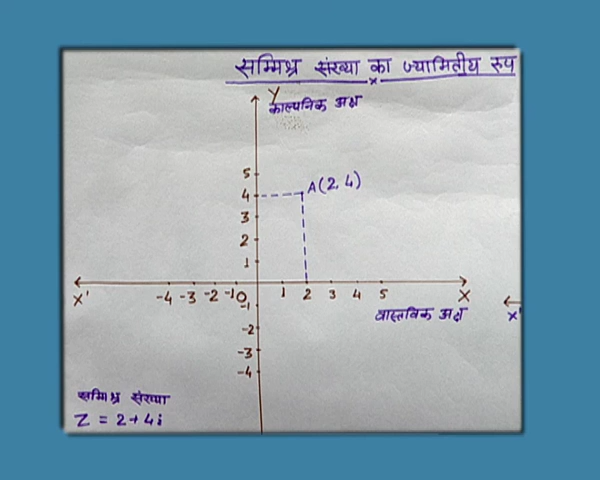 सम्मिश्र संख्या का ज्यामितीय रूप
Y
काल्पनिक अक्ष
5
4
A(2,4)
3
2
1
X' -4 -3 -2 -1 0 1 2 3 4 5 X
वास्तविक अक्ष
X'
-1
-2
-3
-4
सम्मिश्र संख्या
Z = 2+4i